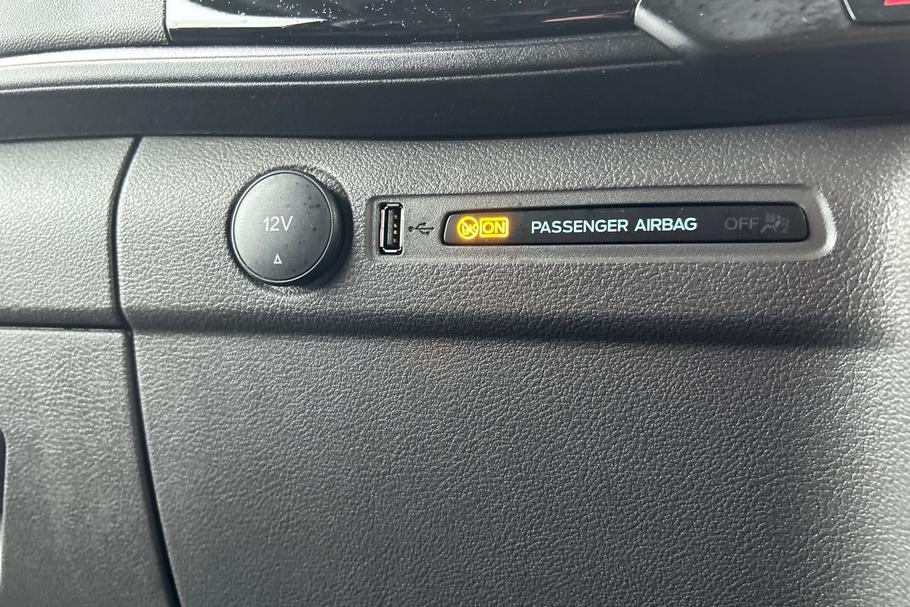 12V
ON PASSENGER AIRBAG OFF